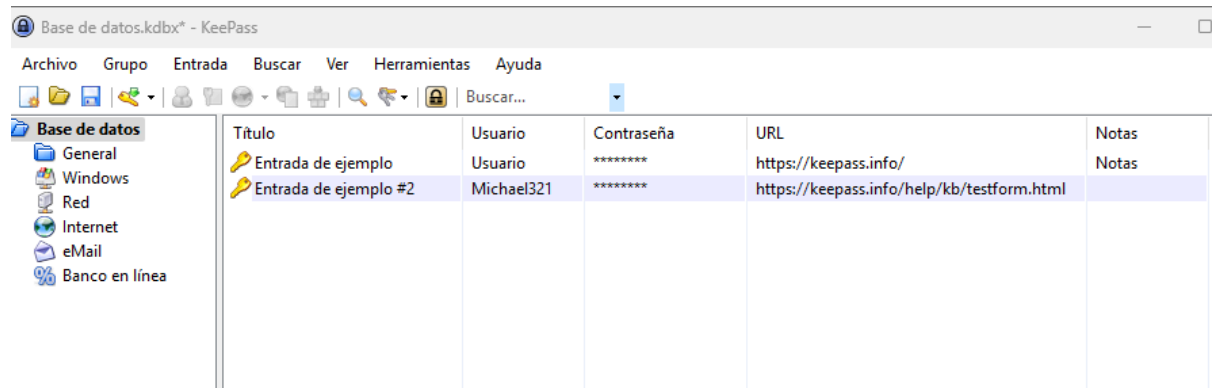 Base de datos.kdbx* - KeePass
Archivo Grupo Entrada Buscar Ver Herramientas Ayuda
Buscar...
Base de datos
General
Windows
Red
Internet
eMail
Banco en línea
Título Usuario Contraseña URL Notas
Entrada de ejemplo Usuario ******** https://keepass.info/ Notas
Entrada de ejemplo #2 Michael321 ******** https://keepass.info/help/kb/testform.html